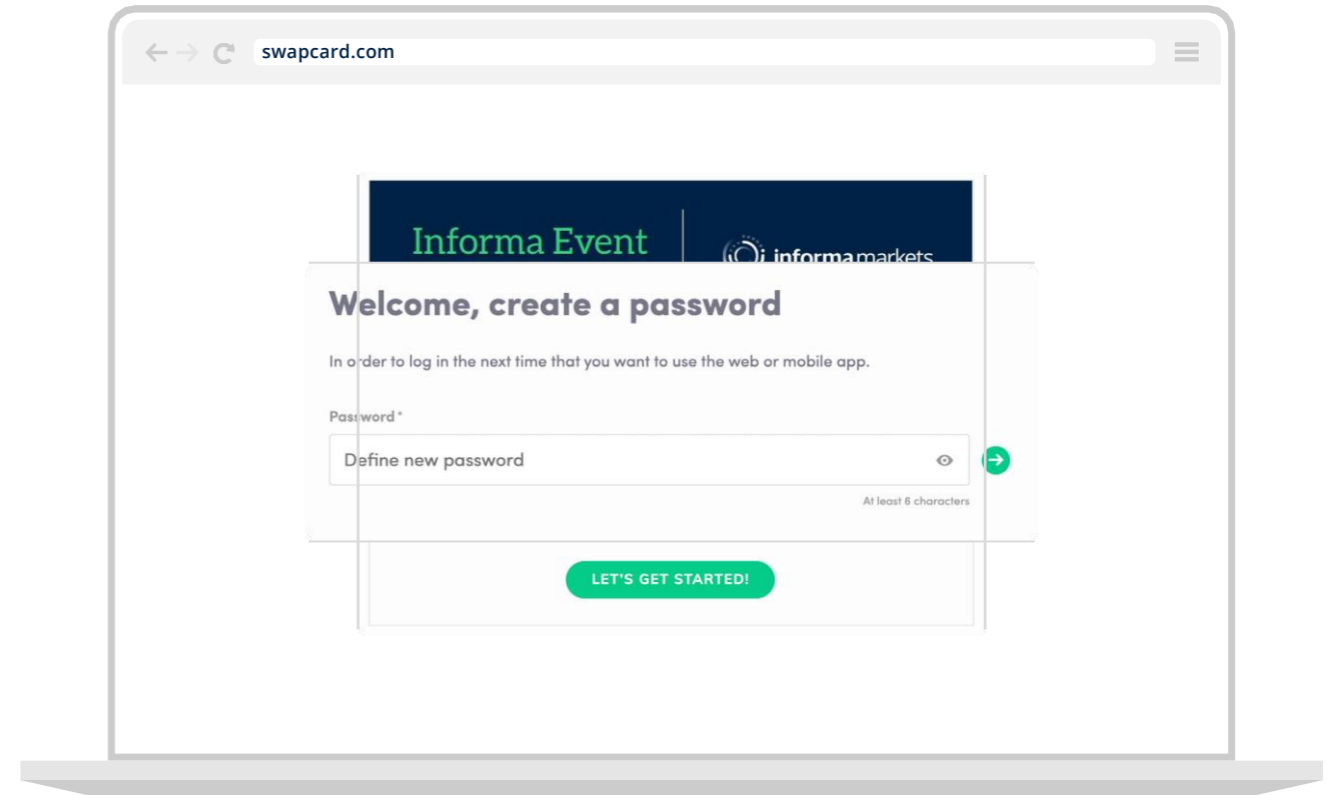 swapcard.com
Informa Event
informa markets
Welcome, create a password
In order to log in the next time that you want to use the web or mobile app.
Password*
Define new password
At least 6 characters
LET'S GET STARTED!